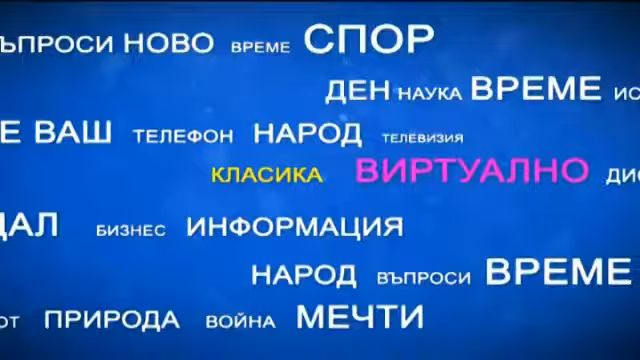 ЪПРОСИ НОВО ВРЕМЕ СПОР
ДЕН НАУКА ВРЕМЕ ИС
Е ВАШ ТЕЛЕФОН НАРОД ТЕЛЕВИЗИЯ
КЛАСИКА ВИРТУАЛНО ДИС
ДАЛ БИЗНЕС ИНФОРМАЦИЯ
НАРОД ВЪПРОСИ ВРЕМЕ
ОТ ПРИРОДА ВОЙНА МЕЧТИ